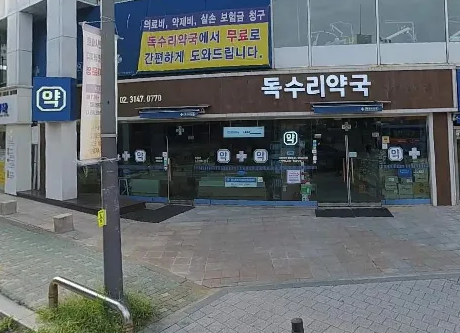 의료비, 약제비, 실손 보험금 청구
독수리약국에서 무료로
간편하게 도와드립니다.
독수리약국
약
02. 3147. 0770
약
약
약
약
약